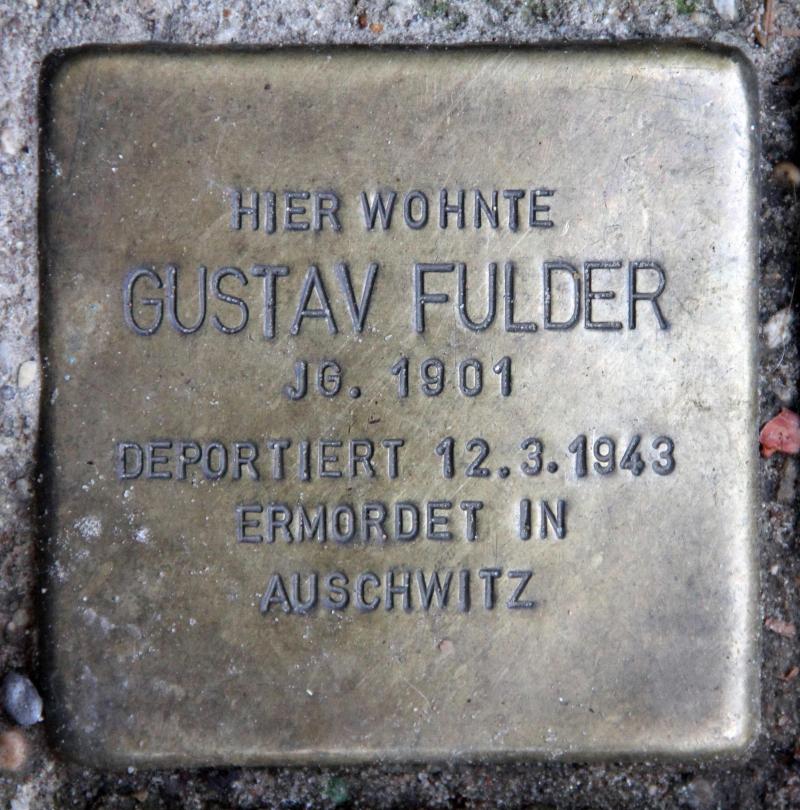 HIER WOHNTE
GUSTAV FULDER
JG. 1901
DEPORTIERT 12.3.1943
ERMORDET IN
AUSCHWITZ